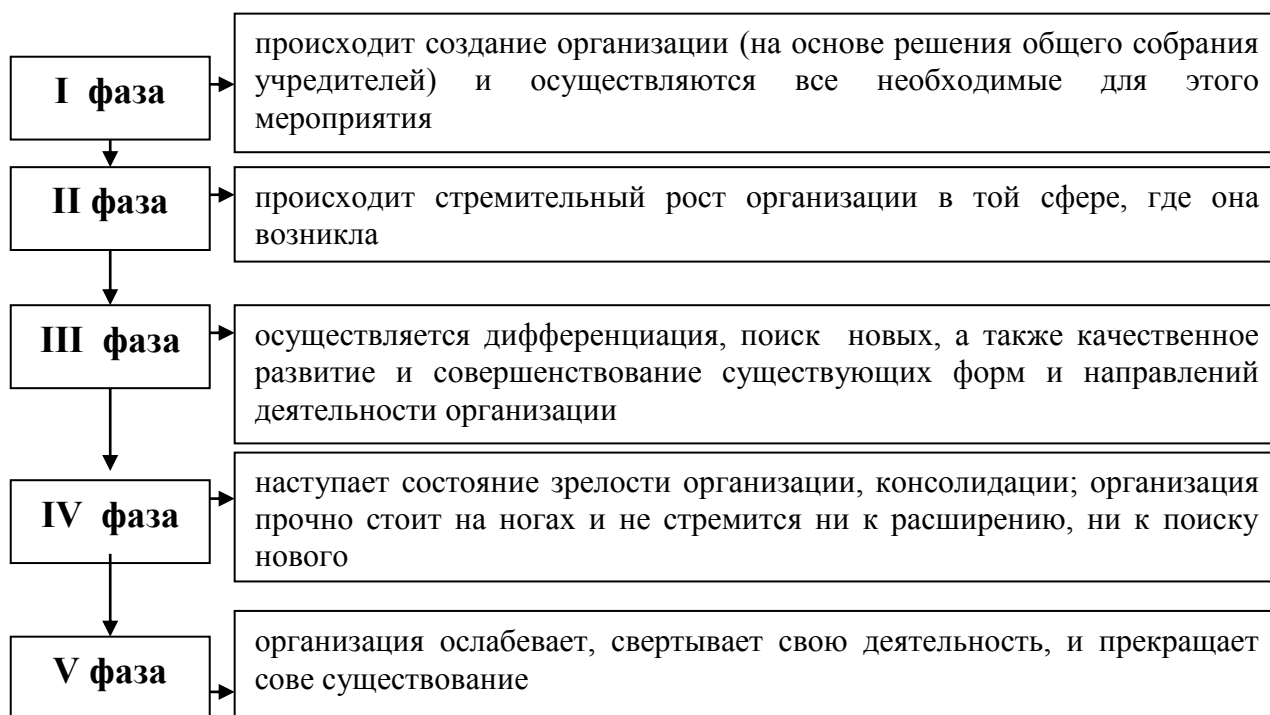 I фаза
происходит создание организации (на основе решения общего собрания
учредителей) и осуществляются все необходимые для этого
мероприятия
II фаза
происходит стремительный рост организации в той сфере, где она
возникла
III фаза
осуществляется дифференциация, поиск новых, а также качественное
развитие и совершенствование существующих форм и направлений
деятельности организации
IV фаза
наступает состояние зрелости организации, консолидации; организация
прочно стоит на ногах и не стремится ни к расширению, ни к поиску
нового
V фаза
организация ослабевает, свертывает свою деятельность, и прекращает
сове существование